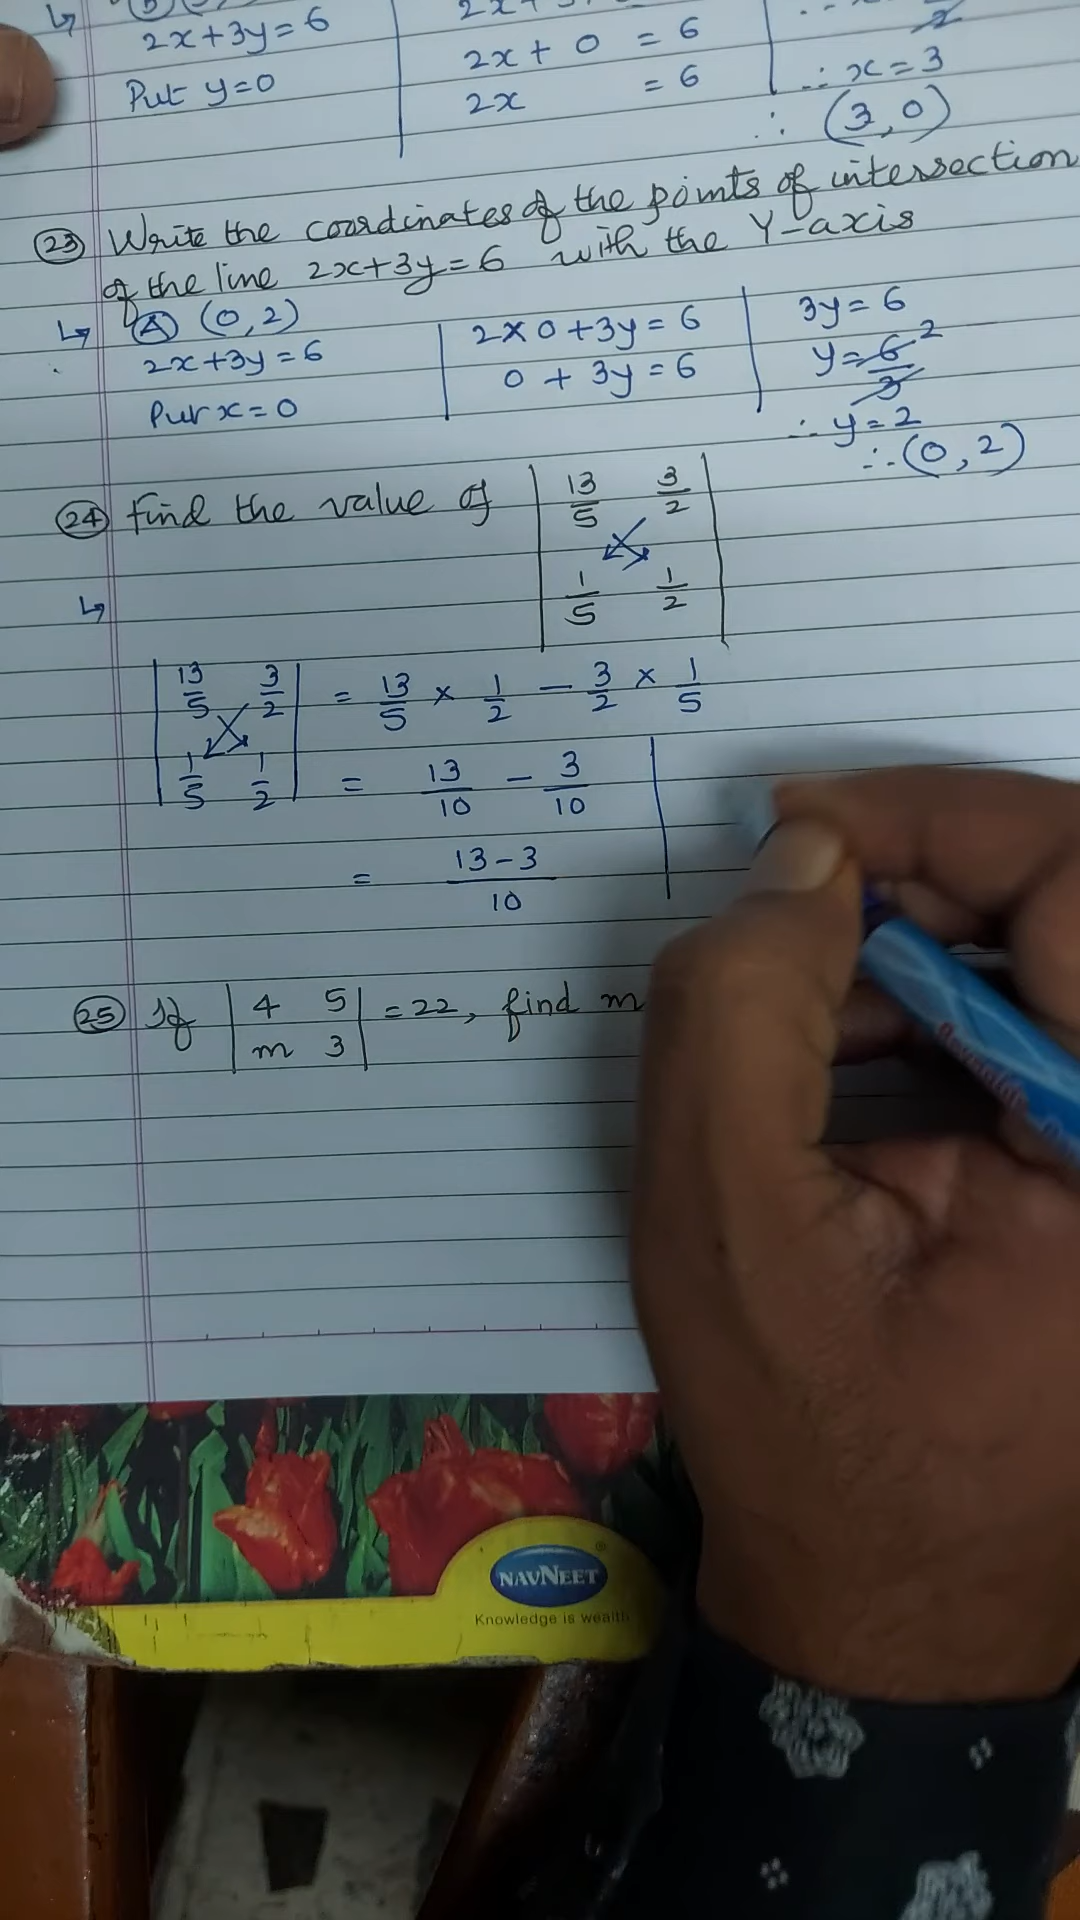 2x+3y=6
Put y=0
2x + 0 = 6
2x = 6
∴ x=3
∴ (3,0)
(23) Write the coordinates of the points of intersection
of the line 2x+3y=6 with the Y-axis
↳ (A) (0,2)
2x+3y=6
Put x=0
2×0+3y=6
0 + 3y = 6
3y=6
y=6/3 2
∴ y=2
∴ (0,2)
(24) Find the value of | 13/5 3/2 |
| 1/5 1/2 |
↳
| 13/5 3/2 | = 13/5 × 1/2 − 3/2 × 1/5
| 1/5 1/2 | = 13/10 − 3/10
= 13-3/10
(25) If | 4 5 | = 22, find m
| m 3 |
NAVNEET
Knowledge is wealth